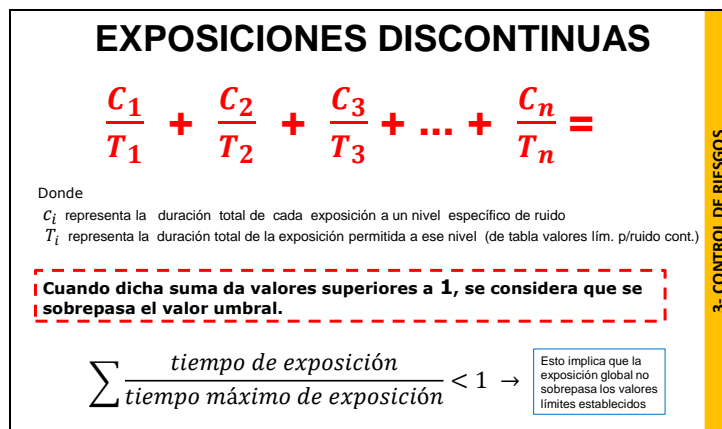 EXPOSICIONES DISCONTINUAS
C₁/T₁ + C₂/T₂ + C₃/T₃ + ... + Cₙ/Tₙ =
Donde
Cᵢ representa la duración total de cada exposición a un nivel específico de ruido
Tᵢ representa la duración total de la exposición permitida a ese nivel (de tabla valores lím. p/ruido cont.)
Cuando dicha suma da valores superiores a 1, se considera que se
sobrepasa el valor umbral.
∑ tiempo de exposición / tiempo máximo de exposición < 1 →
Esto implica que la
exposición global no
sobrepasa los valores
límites establecidos
3- CONTROL DE RIESGOS